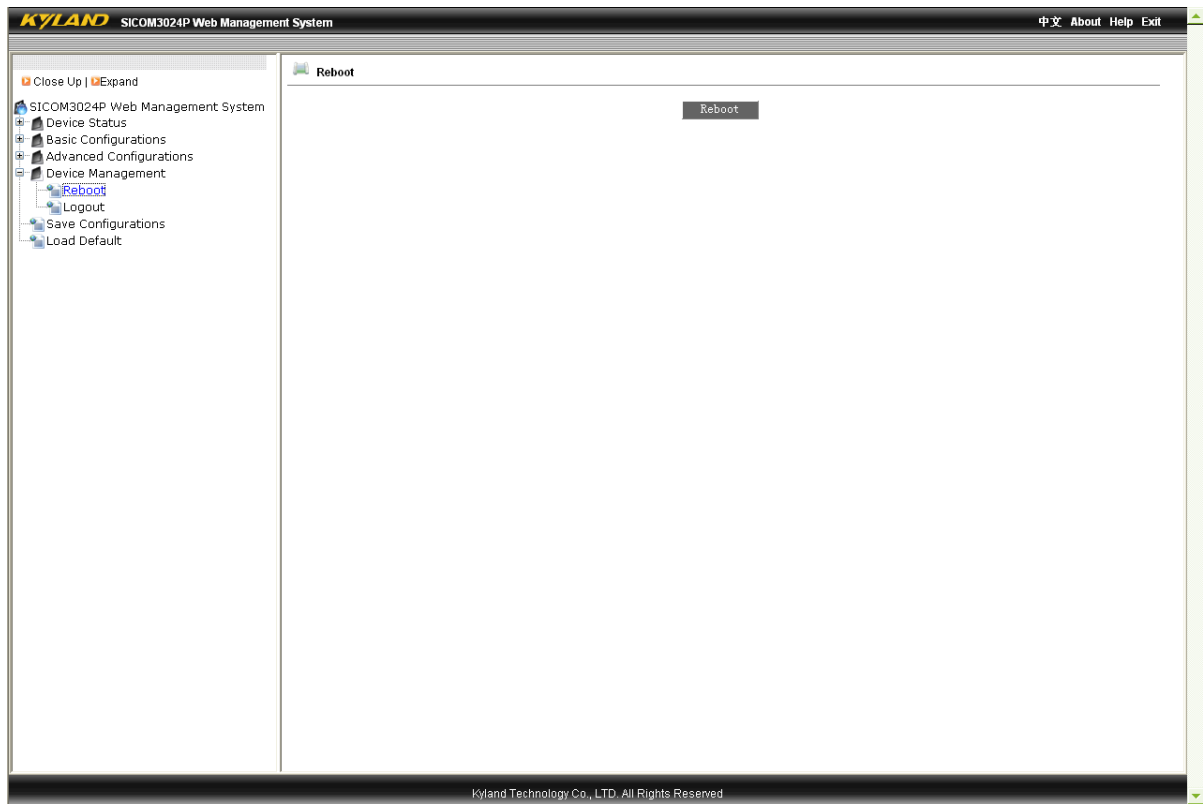 KYLAND SICOM3024P Web Management System
中文 About Help Exit
Close Up | Expand
SICOM3024P Web Management System
Device Status
Basic Configurations
Advanced Configurations
Device Management
Reboot
Logout
Save Configurations
Load Default
Reboot
Reboot
Kyland Technology Co., LTD. All Rights Reserved